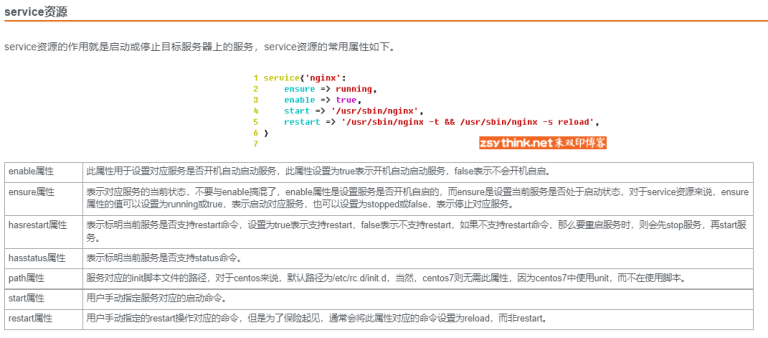 service资源
service资源的作用就是启动或停止目标服务器上的服务，service资源的常用属性如下。
1 service{'nginx':
2     ensure => running,
3     enable => true,
4     start => '/usr/sbin/nginx',
5     restart => '/usr/sbin/nginx -t && /usr/sbin/nginx -s reload',
6 }
7
zsythink.net朱双印博客
enable属性 此属性用于设置对应服务是否开机自动启动服务，此属性设置为true表示开机自动启动服务，false表示不会开机自启。
ensure属性 表示对应服务的当前状态，不要与enable搞混了，enable属性是设置服务是否开机自启的，而ensure是设置当前服务是否处于启动状态，对于service资源来说，ensure
属性的值可以设置为running或true，表示启动对应服务，也可以设置为stopped或false，表示停止对应服务。
hasrestart属性 表示标明当前服务是否支持restart命令，设置为true表示支持restart，false表示不支持restart，如果不支持restart命令，那么要重启服务时，则会先stop服务，再start服
务。
hasstatus属性 表示标明当前服务是否支持status命令。
path属性 服务对应的init脚本文件的路径，对于centos来说，默认路径为/etc/rc.d/init.d，当然，centos7则无需此属性，因为centos7中使用unit，而不在使用脚本。
start属性 用户手动指定服务对应的启动命令。
restart属性 用户手动指定的restart操作对应的命令，但是为了保险起见，通常会将此属性对应的命令设置为reload，而非restart。